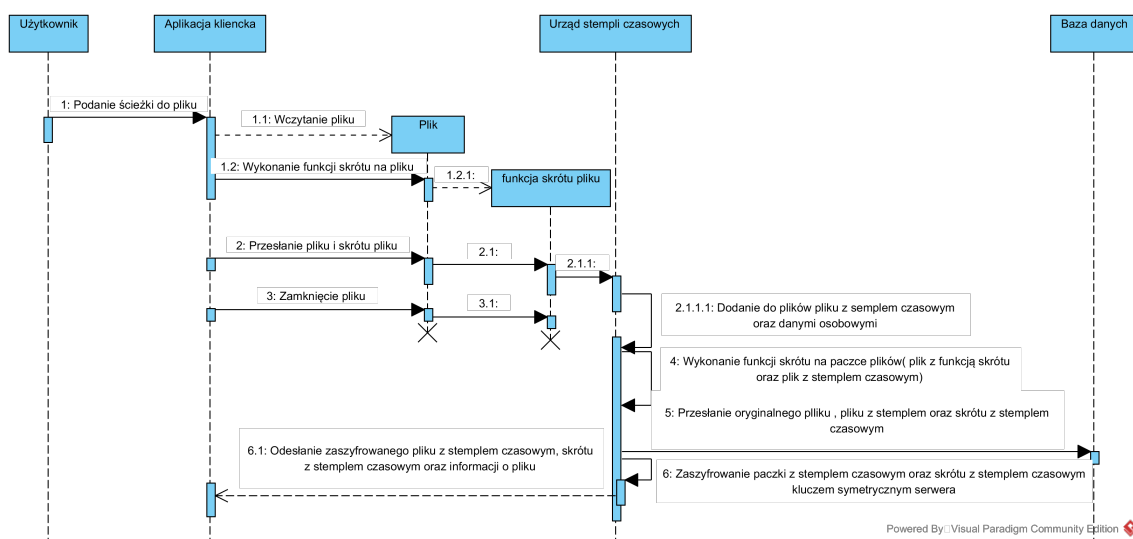 Użytkownik
Aplikacja kliencka
Urząd stempli czasowych
Baza danych
1: Podanie ścieżki do pliku
1.1: Wczytanie pliku
Plik
1.2: Wykonanie funkcji skrótu na pliku
1.2.1:
funkcja skrótu pliku
2: Przesłanie pliku i skrótu pliku
2.1:
2.1.1:
3: Zamknięcie pliku
3.1:
2.1.1.1: Dodanie do plików pliku z semplem czasowym
oraz danymi osobowymi
4: Wykonanie funkcji skrótu na paczce plików( plik z funkcją skrótu
oraz plik z stemplem czasowym)
5: Przesłanie oryginalnego plliku , pliku z stemplem oraz skrótu z stemplem
czasowym
6.1: Odesłanie zaszyfrowanego pliku z stemplem czasowym, skrótu
z stemplem czasowym oraz informacji o pliku
6: Zaszyfrowanie paczki z stemplem czasowym oraz skrótu z stemplem czasowym
kluczem symetrycznym serwera
Powered By Visual Paradigm Community Edition